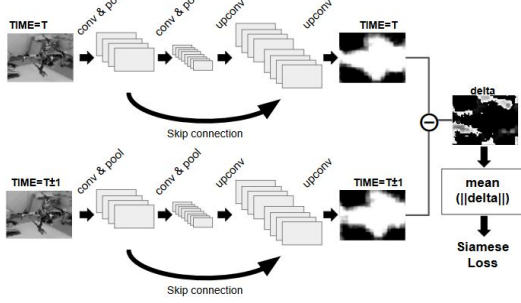 TIME=T
conv & pool
conv & pool
upconv
upconv
TIME=T
Skip connection
delta
TIME=T±1
conv & pool
conv & pool
upconv
upconv
TIME=T±1
Skip connection
mean
(||delta||)
Siamese
Loss